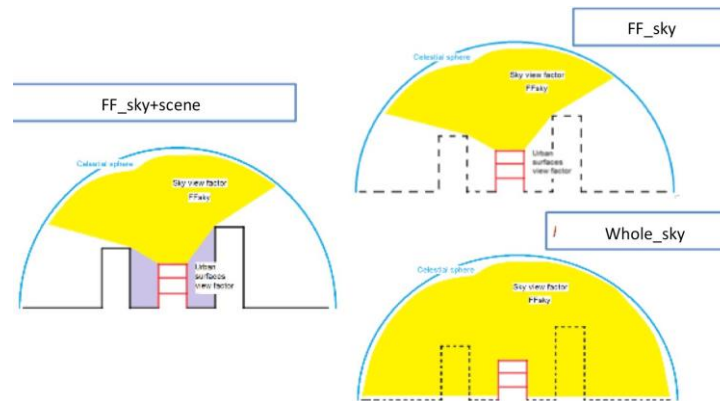 FF_sky+scene
Celestial sphere
Sky view factor
FFsky
Urban
surfaces
view factor
FF_sky
Celestial sphere
Sky view factor
FFsky
Urban
surfaces
view factor
Whole_sky
Celestial sphere
Sky view factor
FFsky